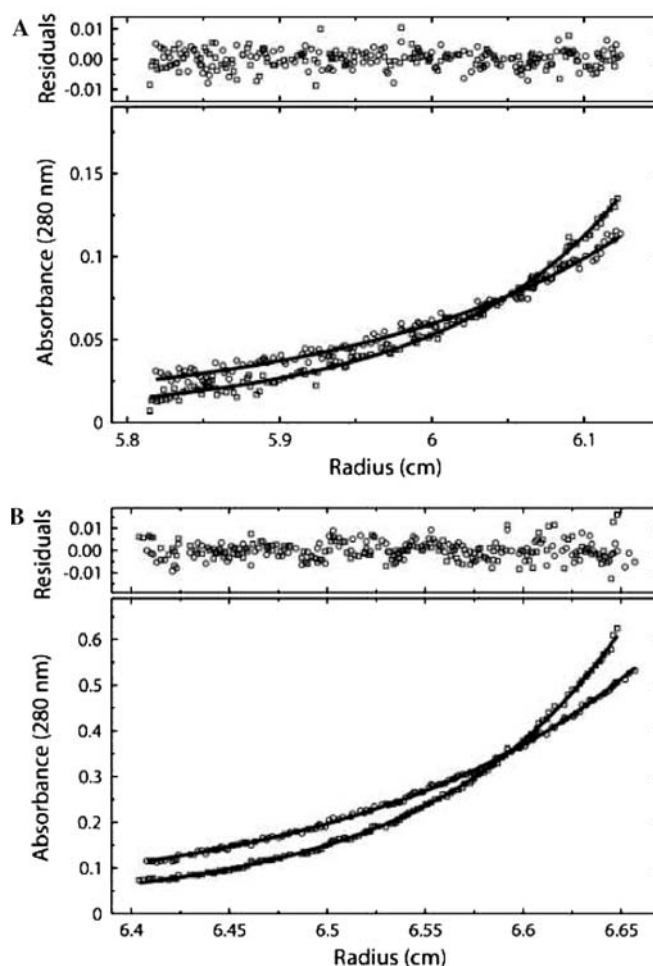 A
Residuals
0.01
0.00
-0.01
Absorbance (280 nm)
0.15
0.1
0.05
0
5.8 5.9 6 6.1
Radius (cm)
B
Residuals
0.01
0.00
-0.01
Absorbance (280 nm)
0.6
0.5
0.4
0.3
0.2
0.1
0
6.4 6.45 6.5 6.55 6.6 6.65
Radius (cm)